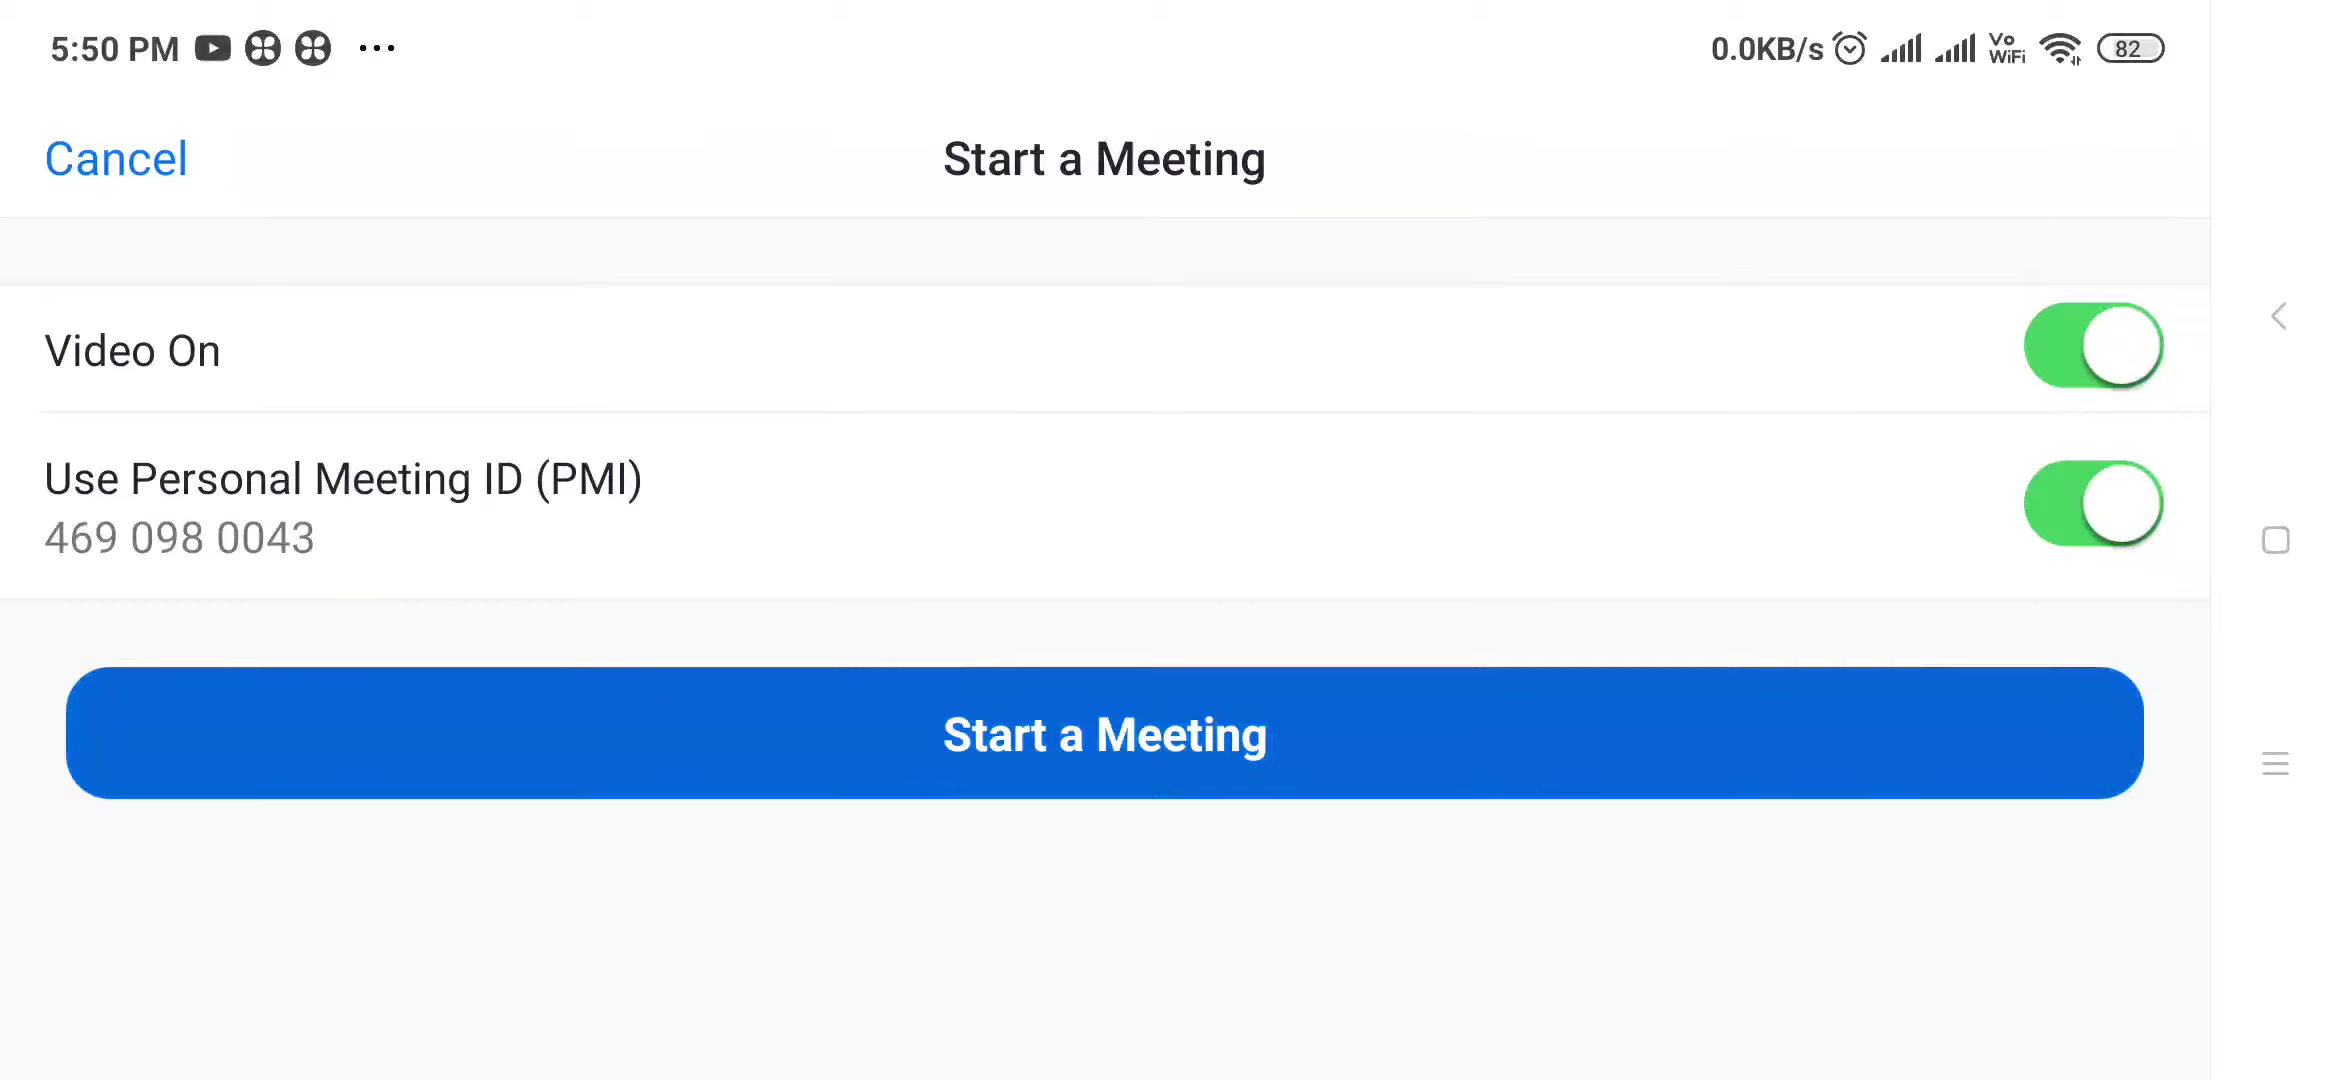 5:50 PM ... 0.0KB/s Vo WiFi 82
Cancel Start a Meeting
Video On
Use Personal Meeting ID (PMI)
469 098 0043
Start a Meeting